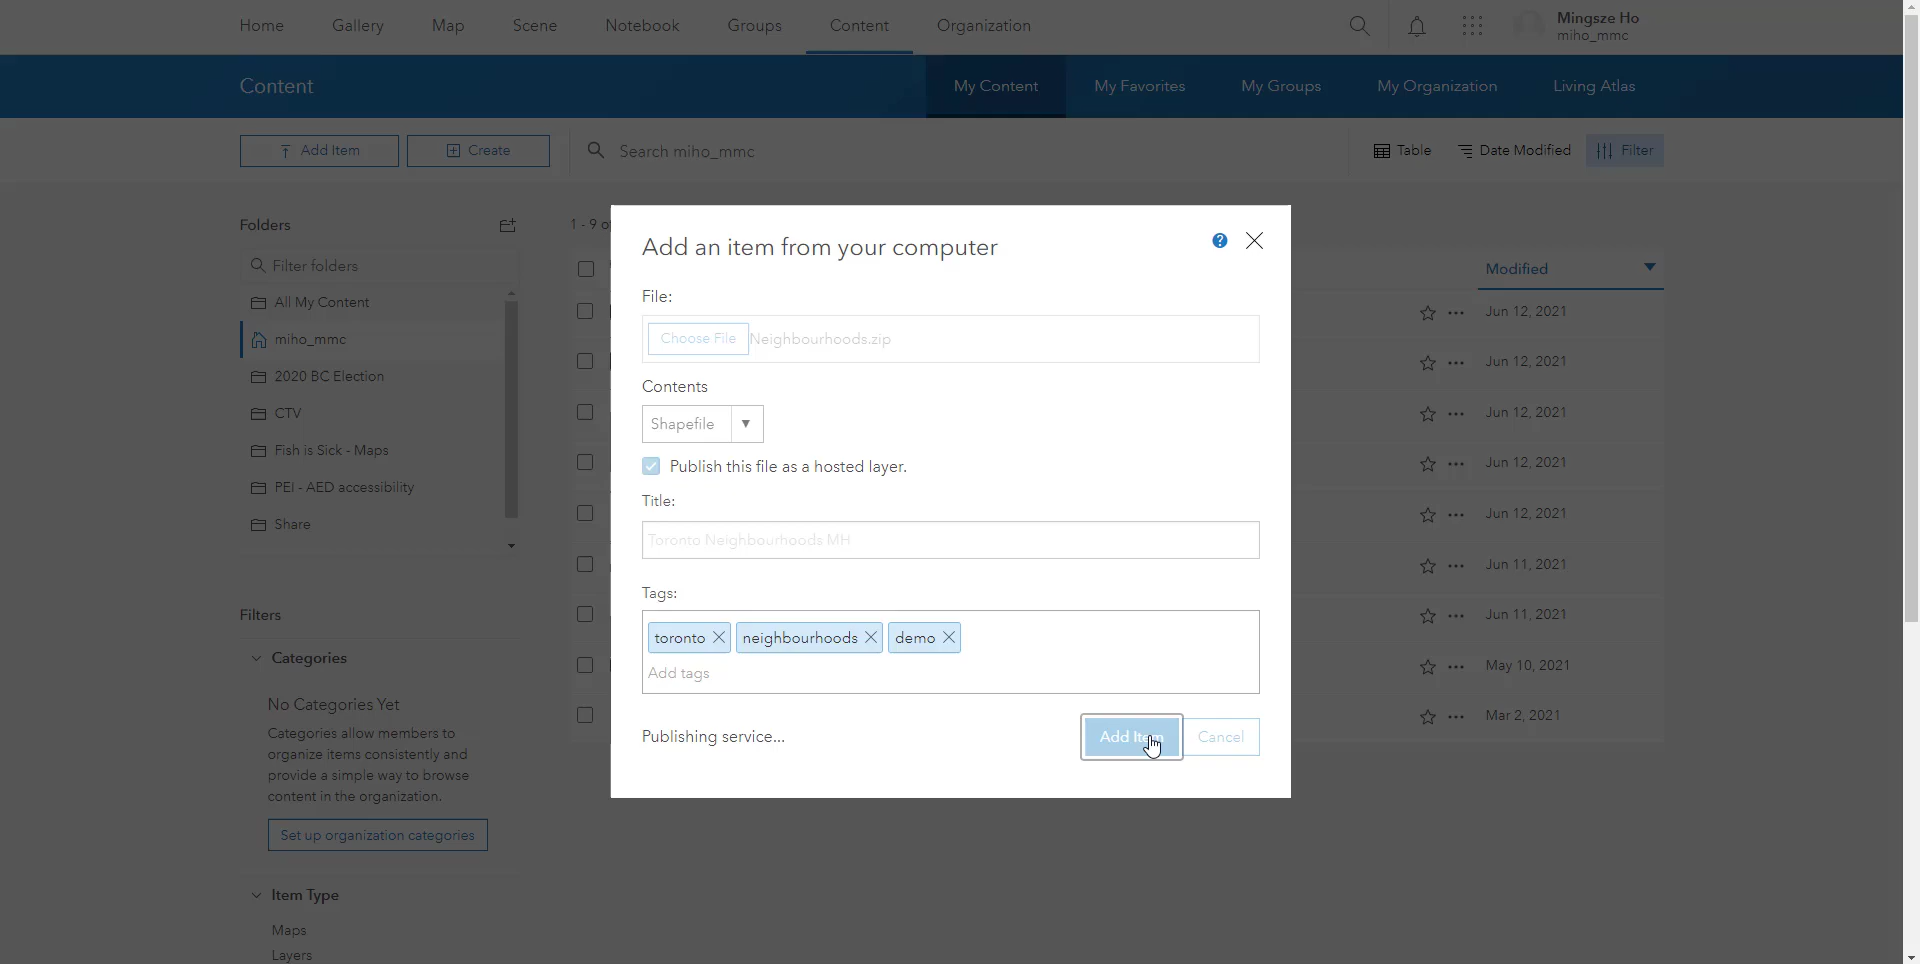 Home Gallery Map Scene Notebook Groups Content Organization
Mingsze Ho
miho_mmc
Content My Content My Favorites My Groups My Organization Living Atlas
Add Item Create Search miho_mmc Table Date Modified Filter
Folders
1 - 9 o
Filter folders
All My Content
miho_mmc
2020 BC Election
CTV
Fish is Sick - Maps
PEI - AED accessibility
Share
Filters
Categories
No Categories Yet
Categories allow members to
organize items consistently and
provide a simple way to browse
content in the organization.
Set up organization categories
Item Type
Maps
Layers
Add an item from your computer
?
File:
Choose File Neighbourhoods.zip
Contents
Shapefile
Publish this file as a hosted layer.
Title:
Toronto Neighbourhoods MH
Tags:
toronto neighbourhoods demo
Add tags
Publishing service... Add Item Cancel
Modified
Jun 12, 2021
Jun 12, 2021
Jun 12, 2021
Jun 12, 2021
Jun 12, 2021
Jun 11, 2021
Jun 11, 2021
May 10, 2021
Mar 2, 2021